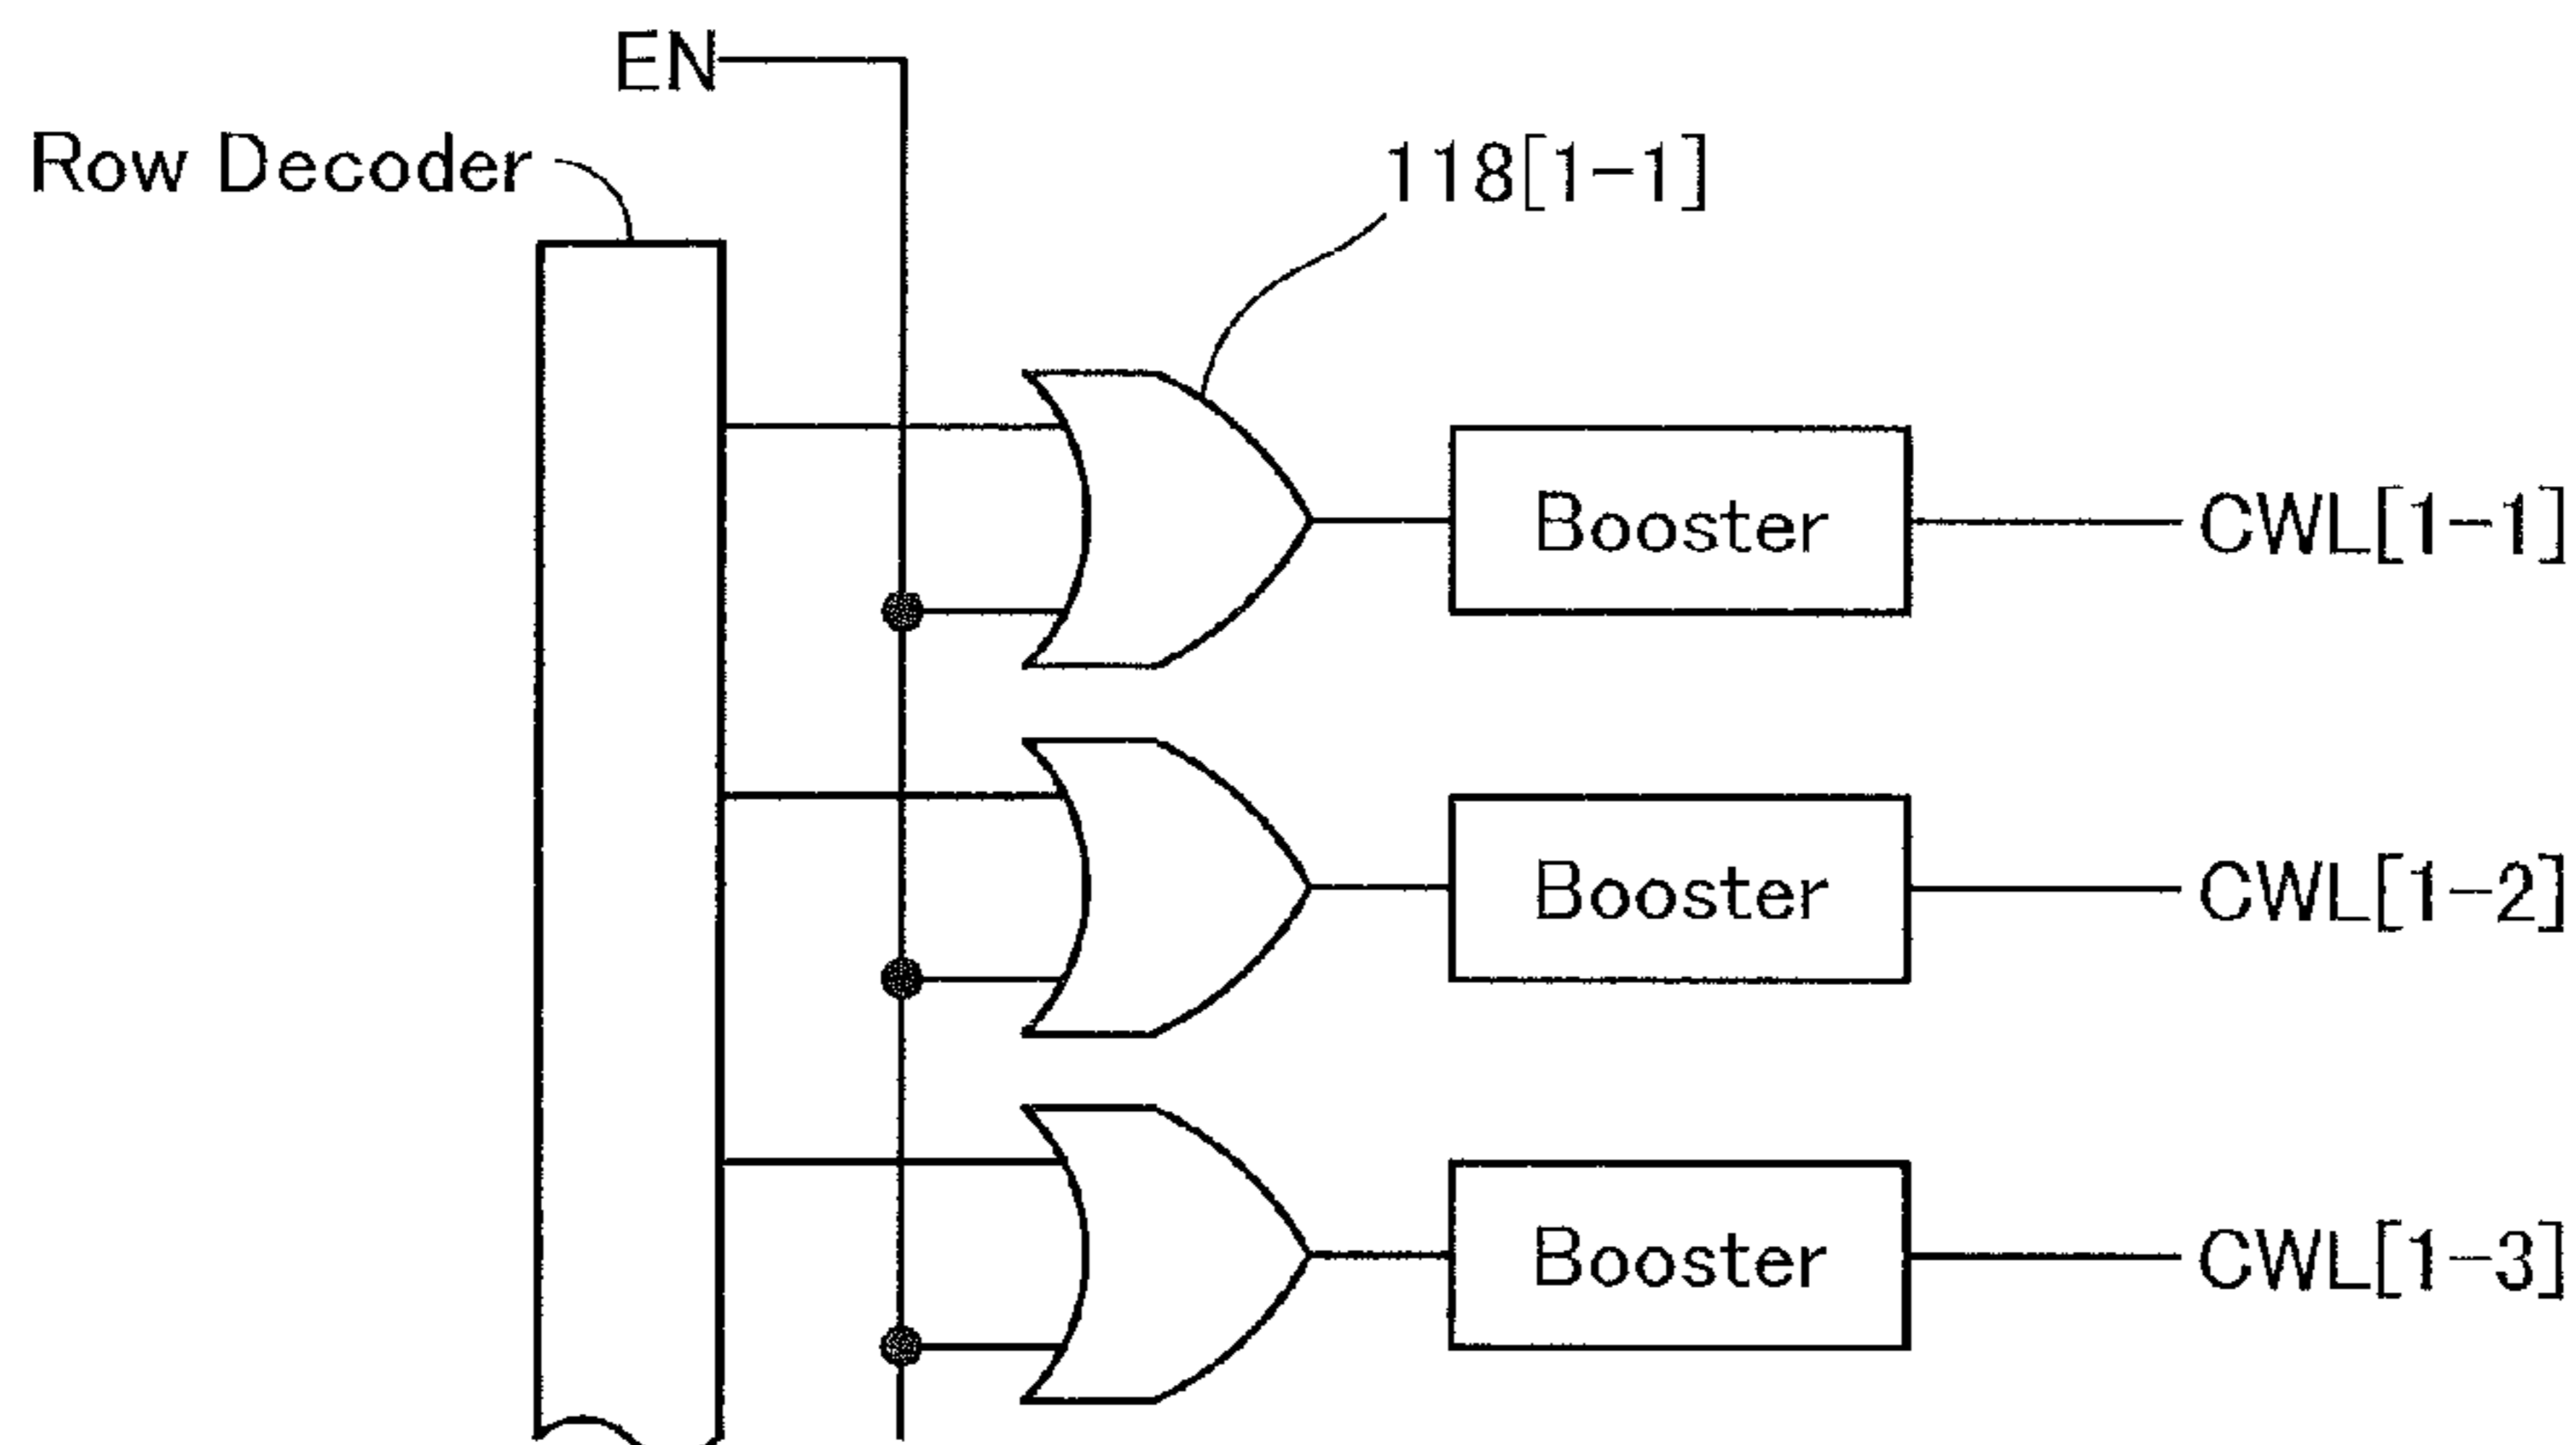 EN
Row Decoder
118[1-1]
Booster
CWL[1-1]
Booster
CWL[1-2]
Booster
CWL[1-3]